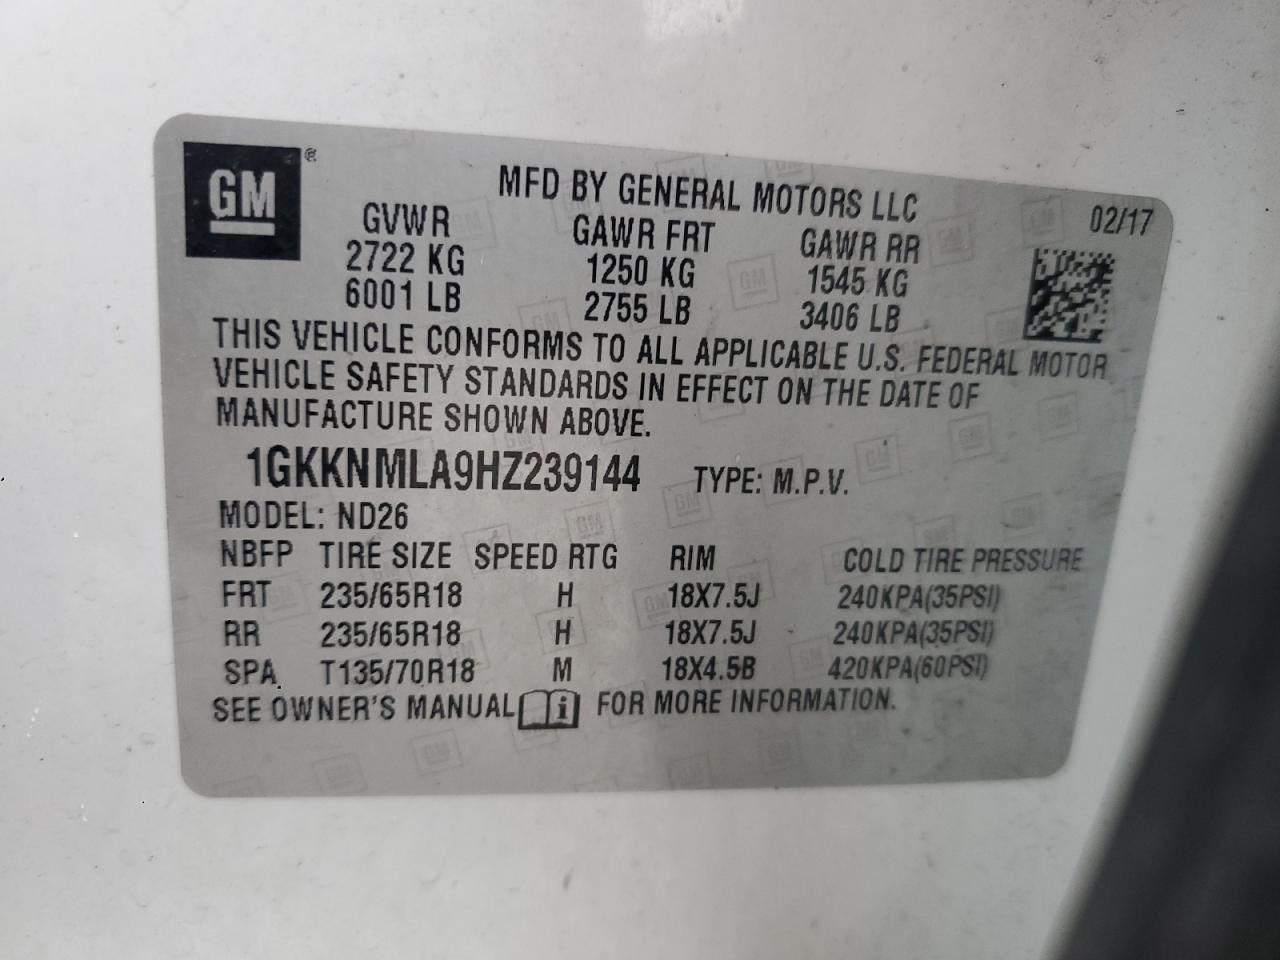 GM ®
MFD BY GENERAL MOTORS LLC
02/17
GVWR GAWR FRT GAWR RR
2722 KG 1250 KG 1545 KG
6001 LB 2755 LB 3406 LB
THIS VEHICLE CONFORMS TO ALL APPLICABLE U.S. FEDERAL MOTOR
VEHICLE SAFETY STANDARDS IN EFFECT ON THE DATE OF
MANUFACTURE SHOWN ABOVE.
1GKKNMLA9HZ239144 TYPE: M.P.V.
MODEL: ND26
NBFP TIRE SIZE SPEED RTG RIM COLD TIRE PRESSURE
FRT 235/65R18 H 18X7.5J 240KPA(35PSI)
RR 235/65R18 H 18X7.5J 240KPA(35PSI)
SPA T135/70R18 M 18X4.5B 420KPA(60PSI)
SEE OWNER'S MANUAL i FOR MORE INFORMATION.